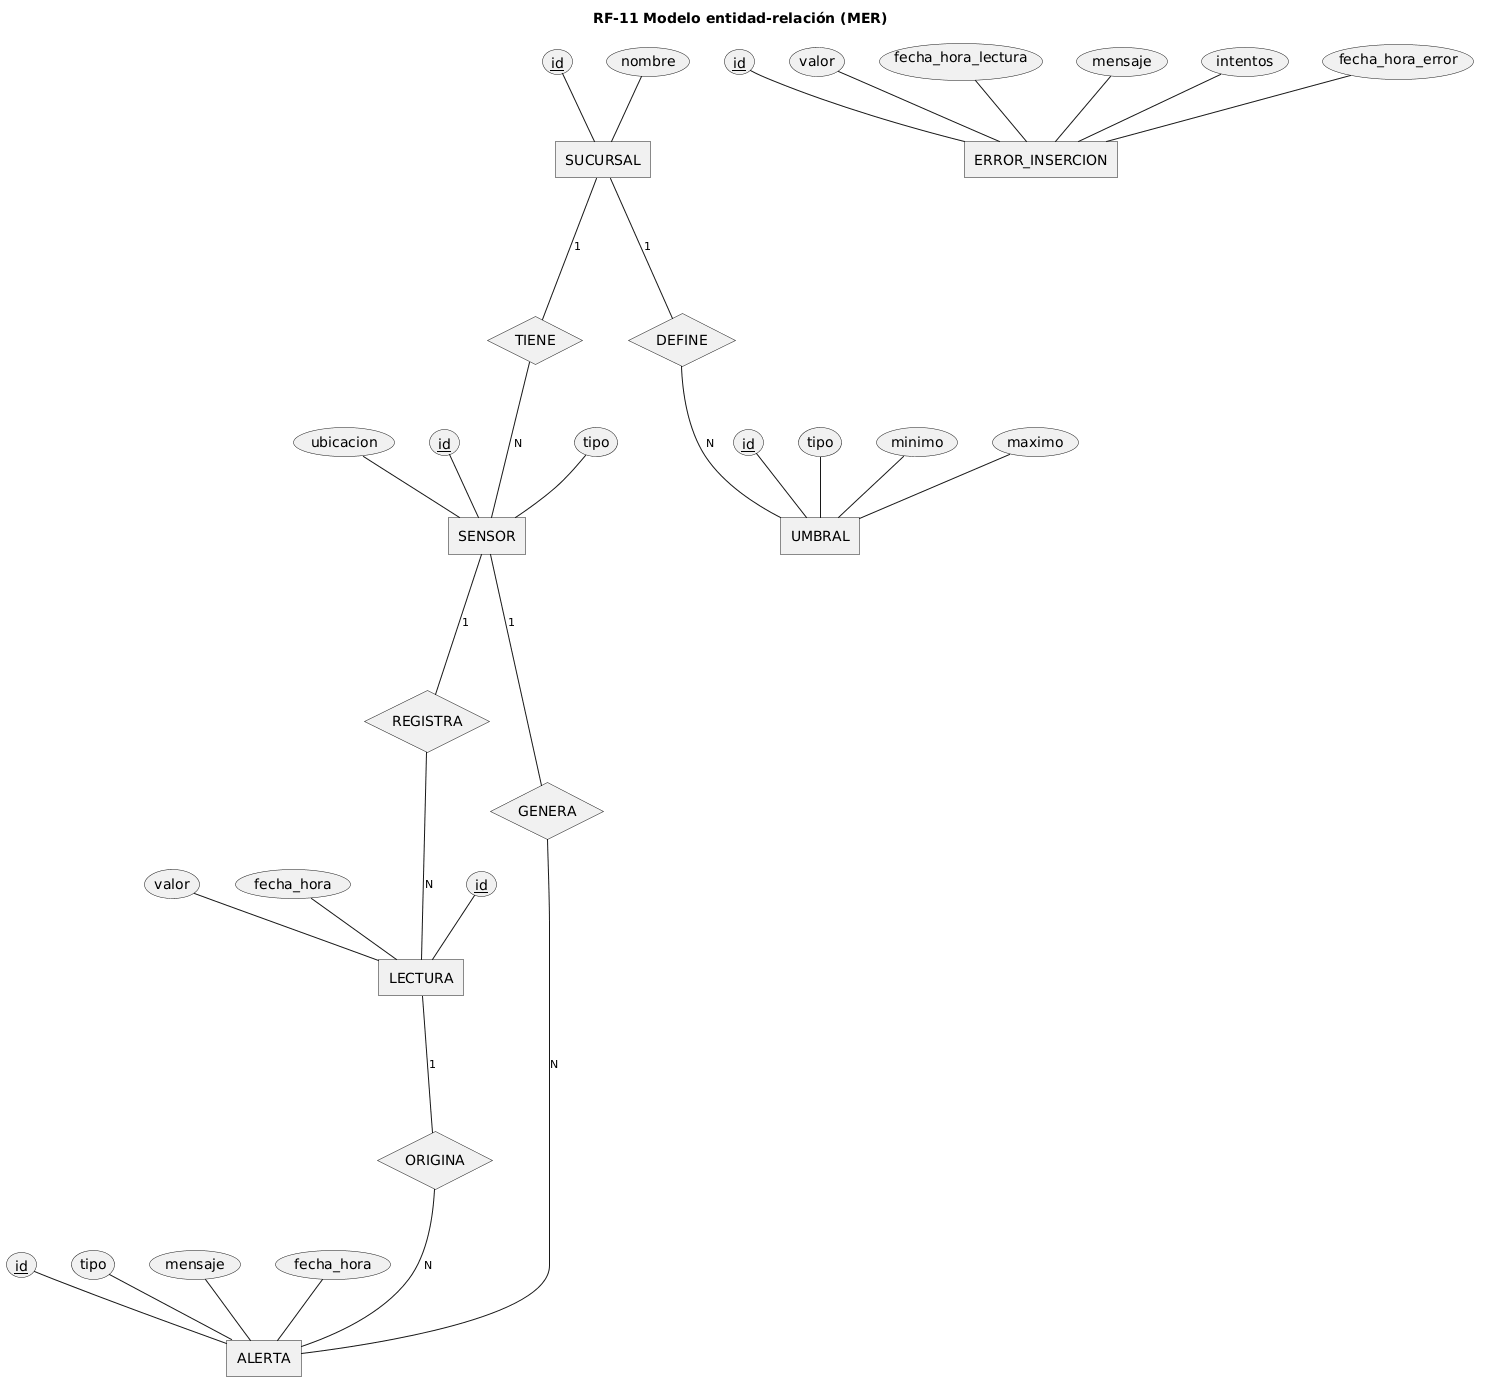 RF-11 Modelo entidad-relación (MER)
id
nombre
id
valor
fecha_hora_lectura
mensaje
intentos
fecha_hora_error
SUCURSAL
ERROR_INSERCION
1
1
TIENE
DEFINE
ubicacion
id
N
tipo
N
id
tipo
minimo
maximo
SENSOR
UMBRAL
1
1
REGISTRA
GENERA
valor
fecha_hora
N
id
LECTURA
1
N
ORIGINA
id
tipo
mensaje
fecha_hora
N
ALERTA